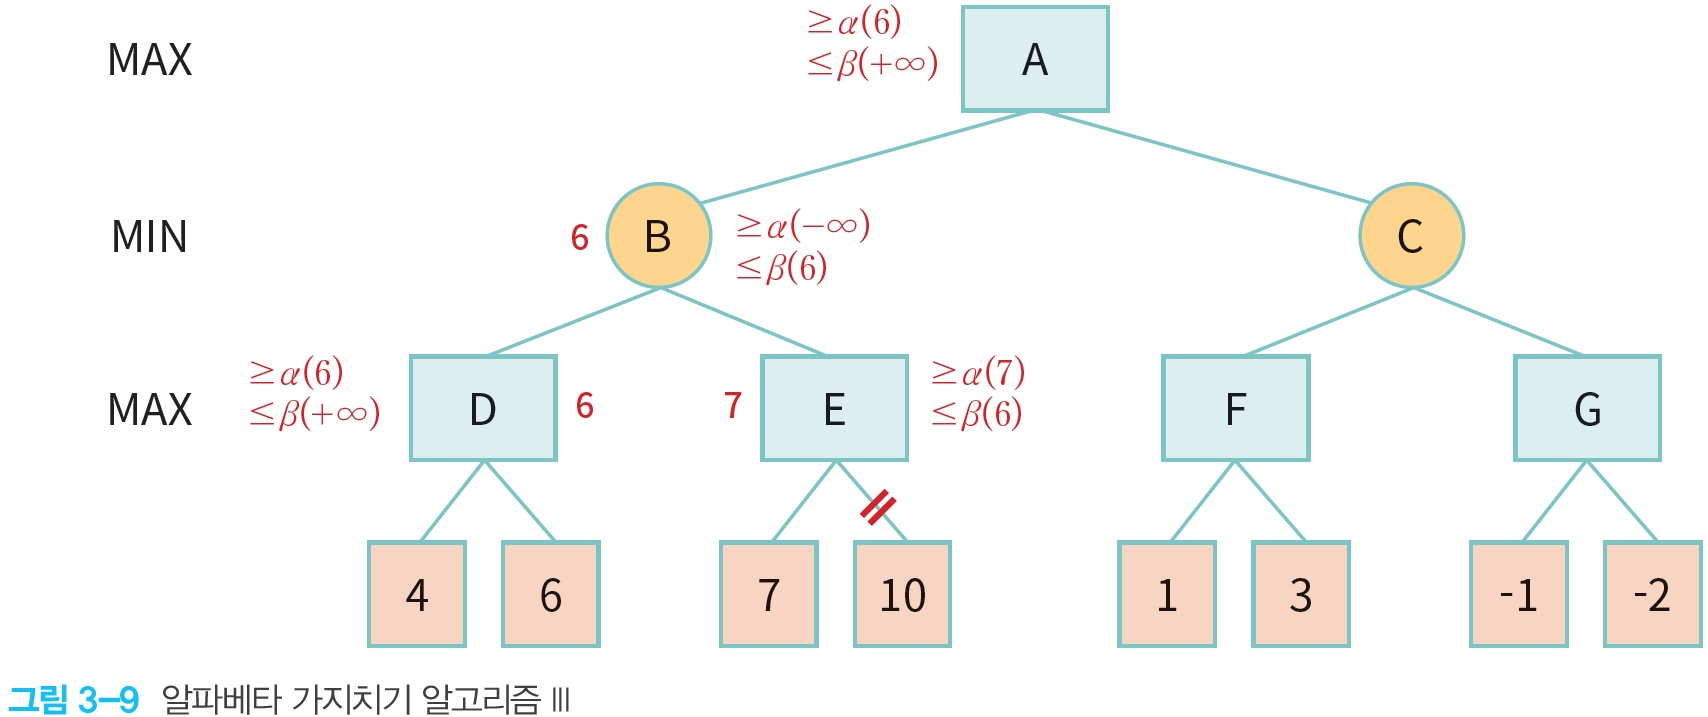 ≥α(6)
≤β(+∞)
MAX
A
MIN
6
B
≥α(−∞)
≤β(6)
C
MAX
≥α(6)
≤β(+∞)
D
6
7
E
≥α(7)
≤β(6)
F
G
4
6
7
10
1
3
-1
-2
그림 3-9 알파베타 가지치기 알고리즘 Ⅲ